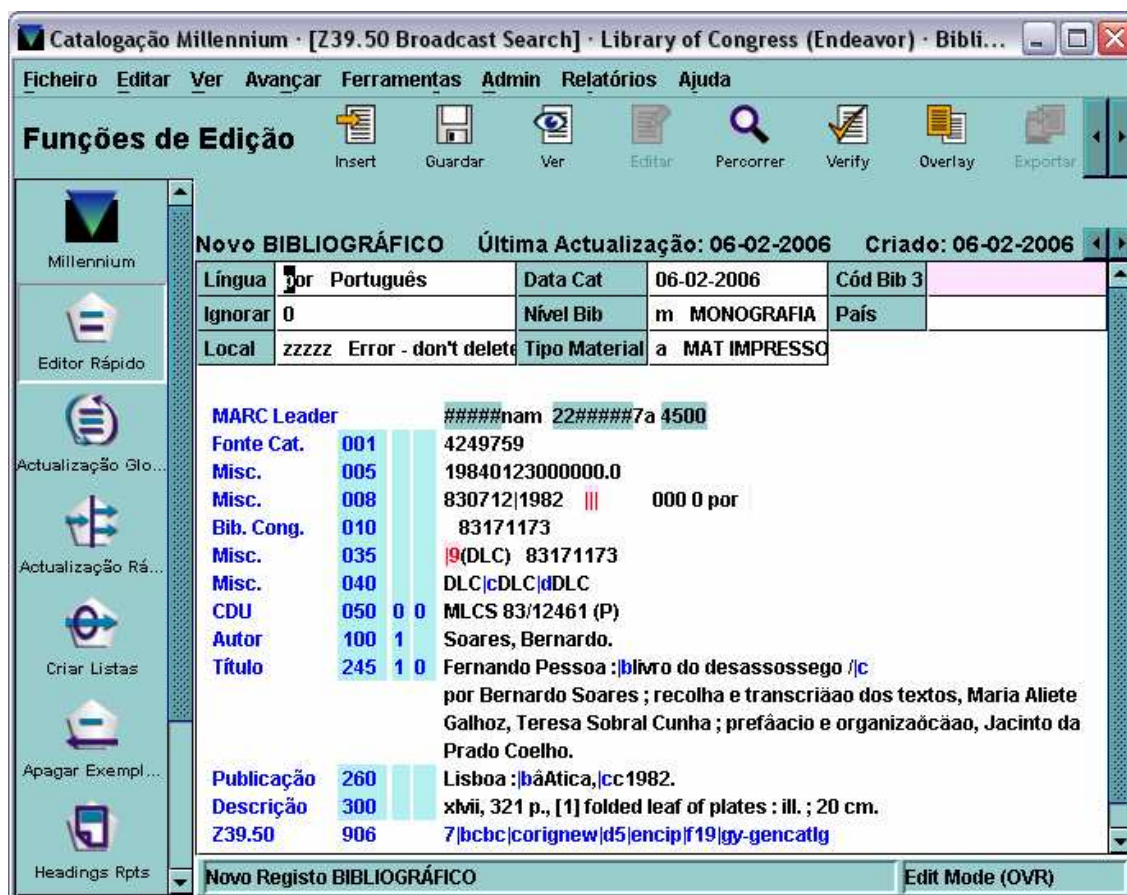 Catalogação Millennium · [Z39.50 Broadcast Search] · Library of Congress (Endeavor) · Bibli...
Ficheiro Editar Ver Avançar Ferramentas Admin Relatórios Ajuda
Funções de Edição
Insert Guardar Ver Editar Percorrer Verify Overlay Exportar
Millennium
Editor Rápido
Actualização Glo...
Actualização Rá...
Criar Listas
Apagar Exempl...
Headings Rpts
Novo BIBLIOGRÁFICO Última Actualização: 06-02-2006 Criado: 06-02-2006
Língua por Português Data Cat 06-02-2006 Cód Bib 3
Ignorar 0 Nível Bib m MONOGRAFIA País
Local zzzzz Error - don't delete Tipo Material a MAT IMPRESSO
MARC Leader #####nam 22#####7a 4500
Fonte Cat. 001 4249759
Misc. 005 19840123000000.0
Misc. 008 830712|1982 ||| 000 0 por
Bib. Cong. 010 83171173
Misc. 035 |9(DLC) 83171173
Misc. 040 DLC|cDLC|dDLC
CDU 050 0 0 MLCS 83/12461 (P)
Autor 100 1 Soares, Bernardo.
Título 245 1 0 Fernando Pessoa :|blivro do desassossego /|c
por Bernardo Soares ; recolha e transcriäao dos textos, Maria Aliete
Galhoz, Teresa Sobral Cunha ; prefâacio e organizaðcäao, Jacinto da
Prado Coelho.
Publicação 260 Lisboa :|bâAtica,|cc1982.
Descrição 300 xlvii, 321 p., [1] folded leaf of plates : ill. ; 20 cm.
Z39.50 906 7|bcbc|corignew|d5|encip|f19|gy-gencatlg
Novo Registo BIBLIOGRÁFICO Edit Mode (OVR)